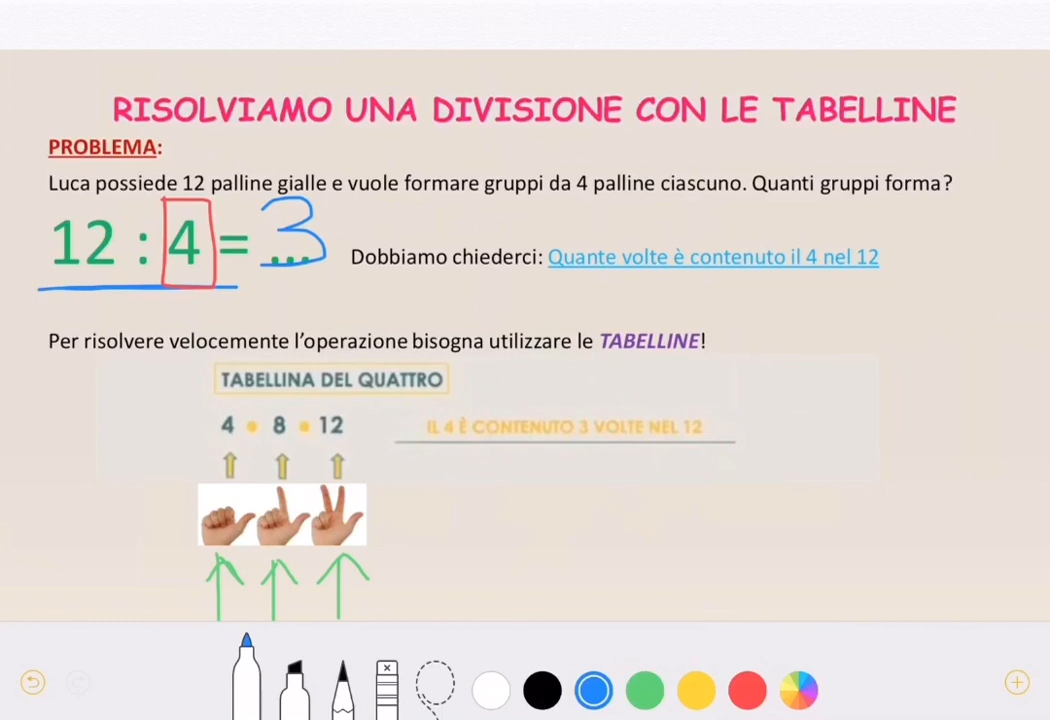 RISOLVIAMO UNA DIVISIONE CON LE TABELLINE
PROBLEMA:
Luca possiede 12 palline gialle e vuole formare gruppi da 4 palline ciascuno. Quanti gruppi forma?
12 : 4 = ... 3
Dobbiamo chiederci: Quante volte è contenuto il 4 nel 12
Per risolvere velocemente l’operazione bisogna utilizzare le TABELLINE!
TABELLINA DEL QUATTRO
4 • 8 • 12
IL 4 È CONTENUTO 3 VOLTE NEL 12